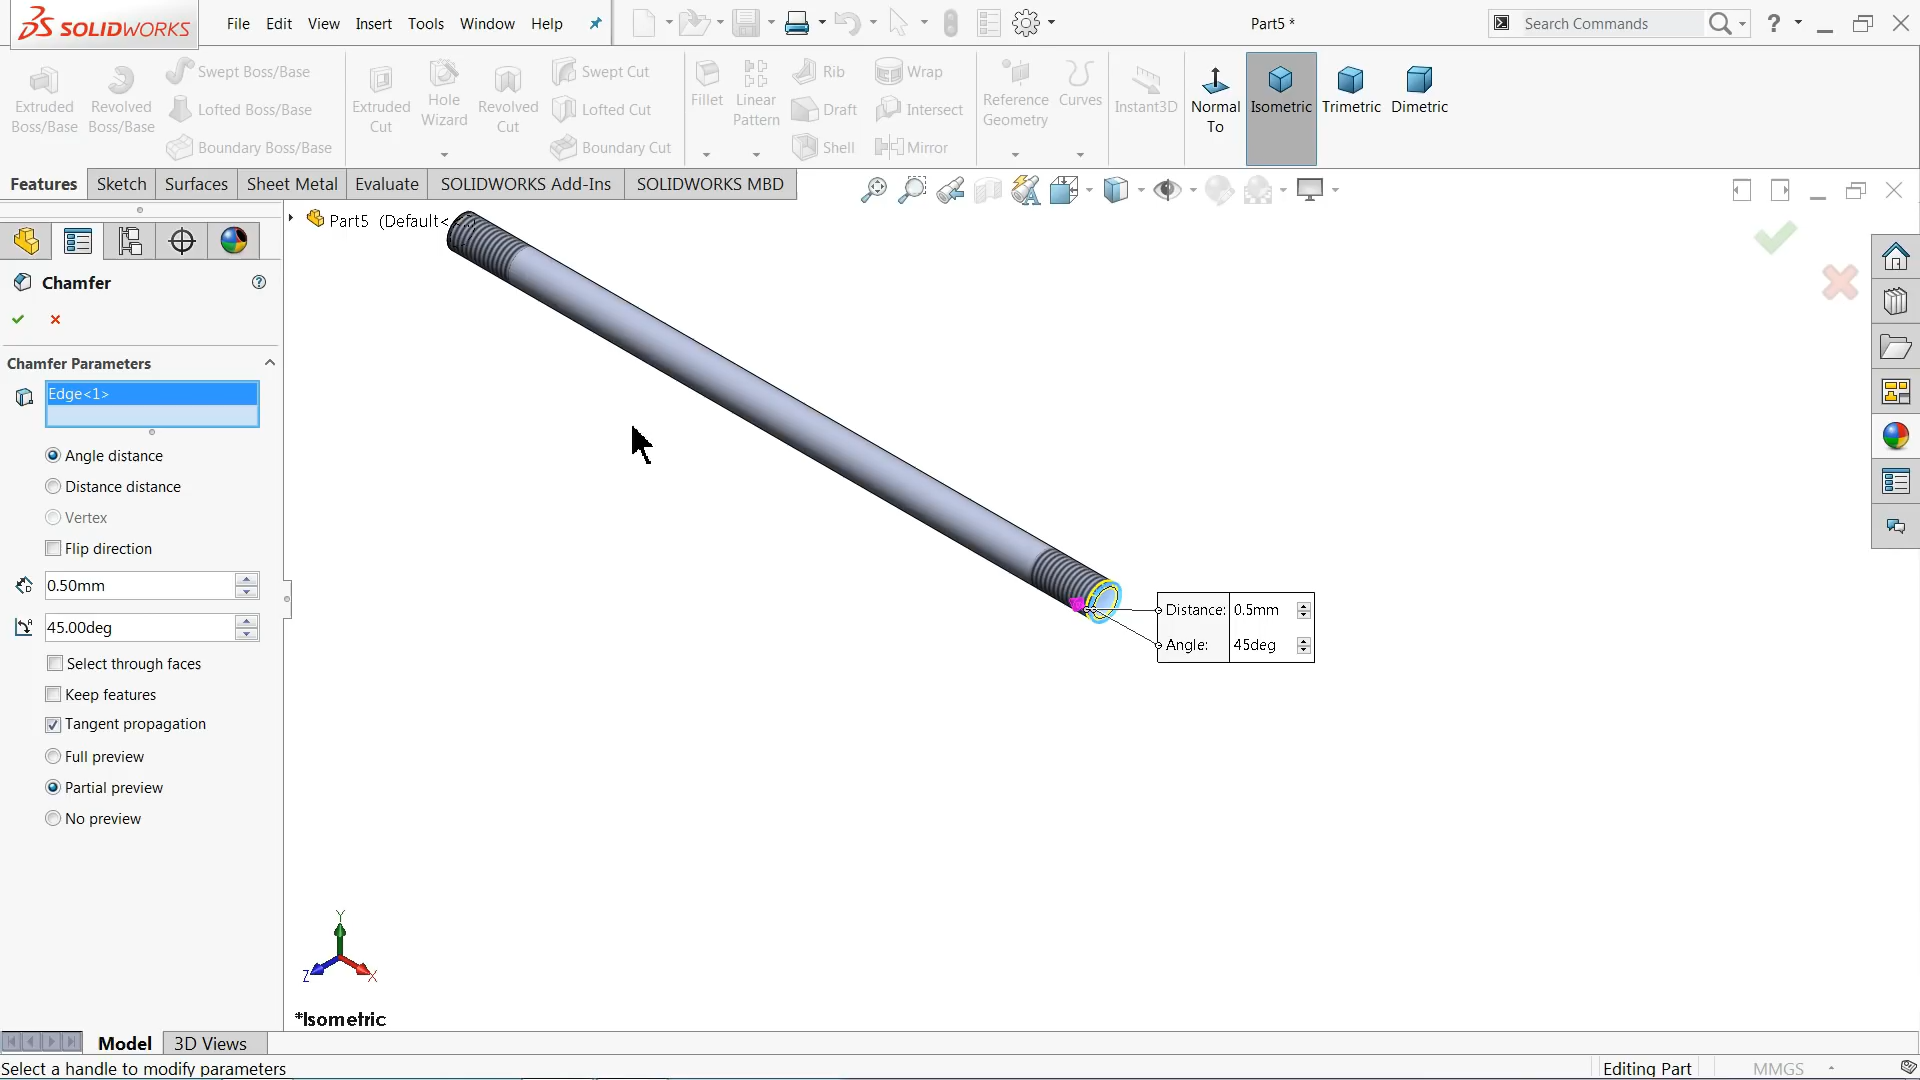 SOLIDWORKS File Edit View Insert Tools Window Help Part5 * Search Commands ?
Extruded Boss/Base
Revolved Boss/Base
Swept Boss/Base
Lofted Boss/Base
Boundary Boss/Base
Extruded Cut
Hole Wizard
Revolved Cut
Swept Cut
Lofted Cut
Boundary Cut
Fillet
Linear Pattern
Rib
Draft
Shell
Wrap
Intersect
Mirror
Reference Geometry
Curves
Instant3D
Normal To
Isometric
Trimetric
Dimetric
Features Sketch Surfaces Sheet Metal Evaluate SOLIDWORKS Add-Ins SOLIDWORKS MBD
Part5 (Default<
Chamfer
Chamfer Parameters
Edge<1>
Angle distance
Distance distance
Vertex
Flip direction
0.50mm
45.00deg
Select through faces
Keep features
Tangent propagation
Full preview
Partial preview
No preview
Distance: 0.5mm
Angle: 45deg
Y
Z
X
*Isometric
Model 3D Views
Select a handle to modify parameters Editing Part MMGS